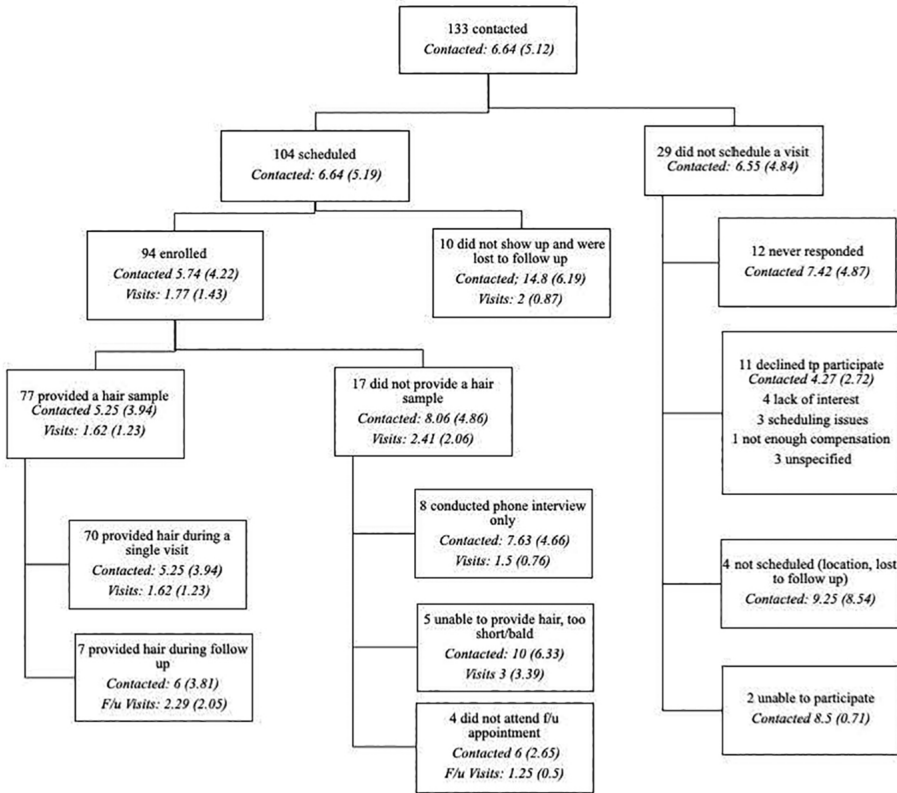 133 contacted
Contacted: 6.64 (5.12)
104 scheduled
Contacted: 6.64 (5.19)
29 did not schedule a visit
Contacted: 6.55 (4.84)
94 enrolled
Contacted 5.74 (4.22)
Visits: 1.77 (1.43)
10 did not show up and were
lost to follow up
Contacted; 14.8 (6.19)
Visits: 2 (0.87)
12 never responded
Contacted 7.42 (4.87)
77 provided a hair sample
Contacted 5.25 (3.94)
Visits: 1.62 (1.23)
17 did not provide a hair
sample
Contacted: 8.06 (4.86)
Visits: 2.41 (2.06)
11 declined tp participate
Contacted 4.27 (2.72)
4 lack of interest
3 scheduling issues
1 not enough compensation
3 unspecified
70 provided hair during a
single visit
Contacted: 5.25 (3.94)
Visits: 1.62 (1.23)
8 conducted phone interview
only
Contacted: 7.63 (4.66)
Visits: 1.5 (0.76)
4 not scheduled (location, lost
to follow up)
Contacted: 9.25 (8.54)
7 provided hair during follow
up
Contacted: 6 (3.81)
F/u Visits: 2.29 (2.05)
5 unable to provide hair, too
short/bald
Contacted: 10 (6.33)
Visits 3 (3.39)
2 unable to participate
Contacted 8.5 (0.71)
4 did not attend f/u
appointment
Contacted 6 (2.65)
F/u Visits: 1.25 (0.5)